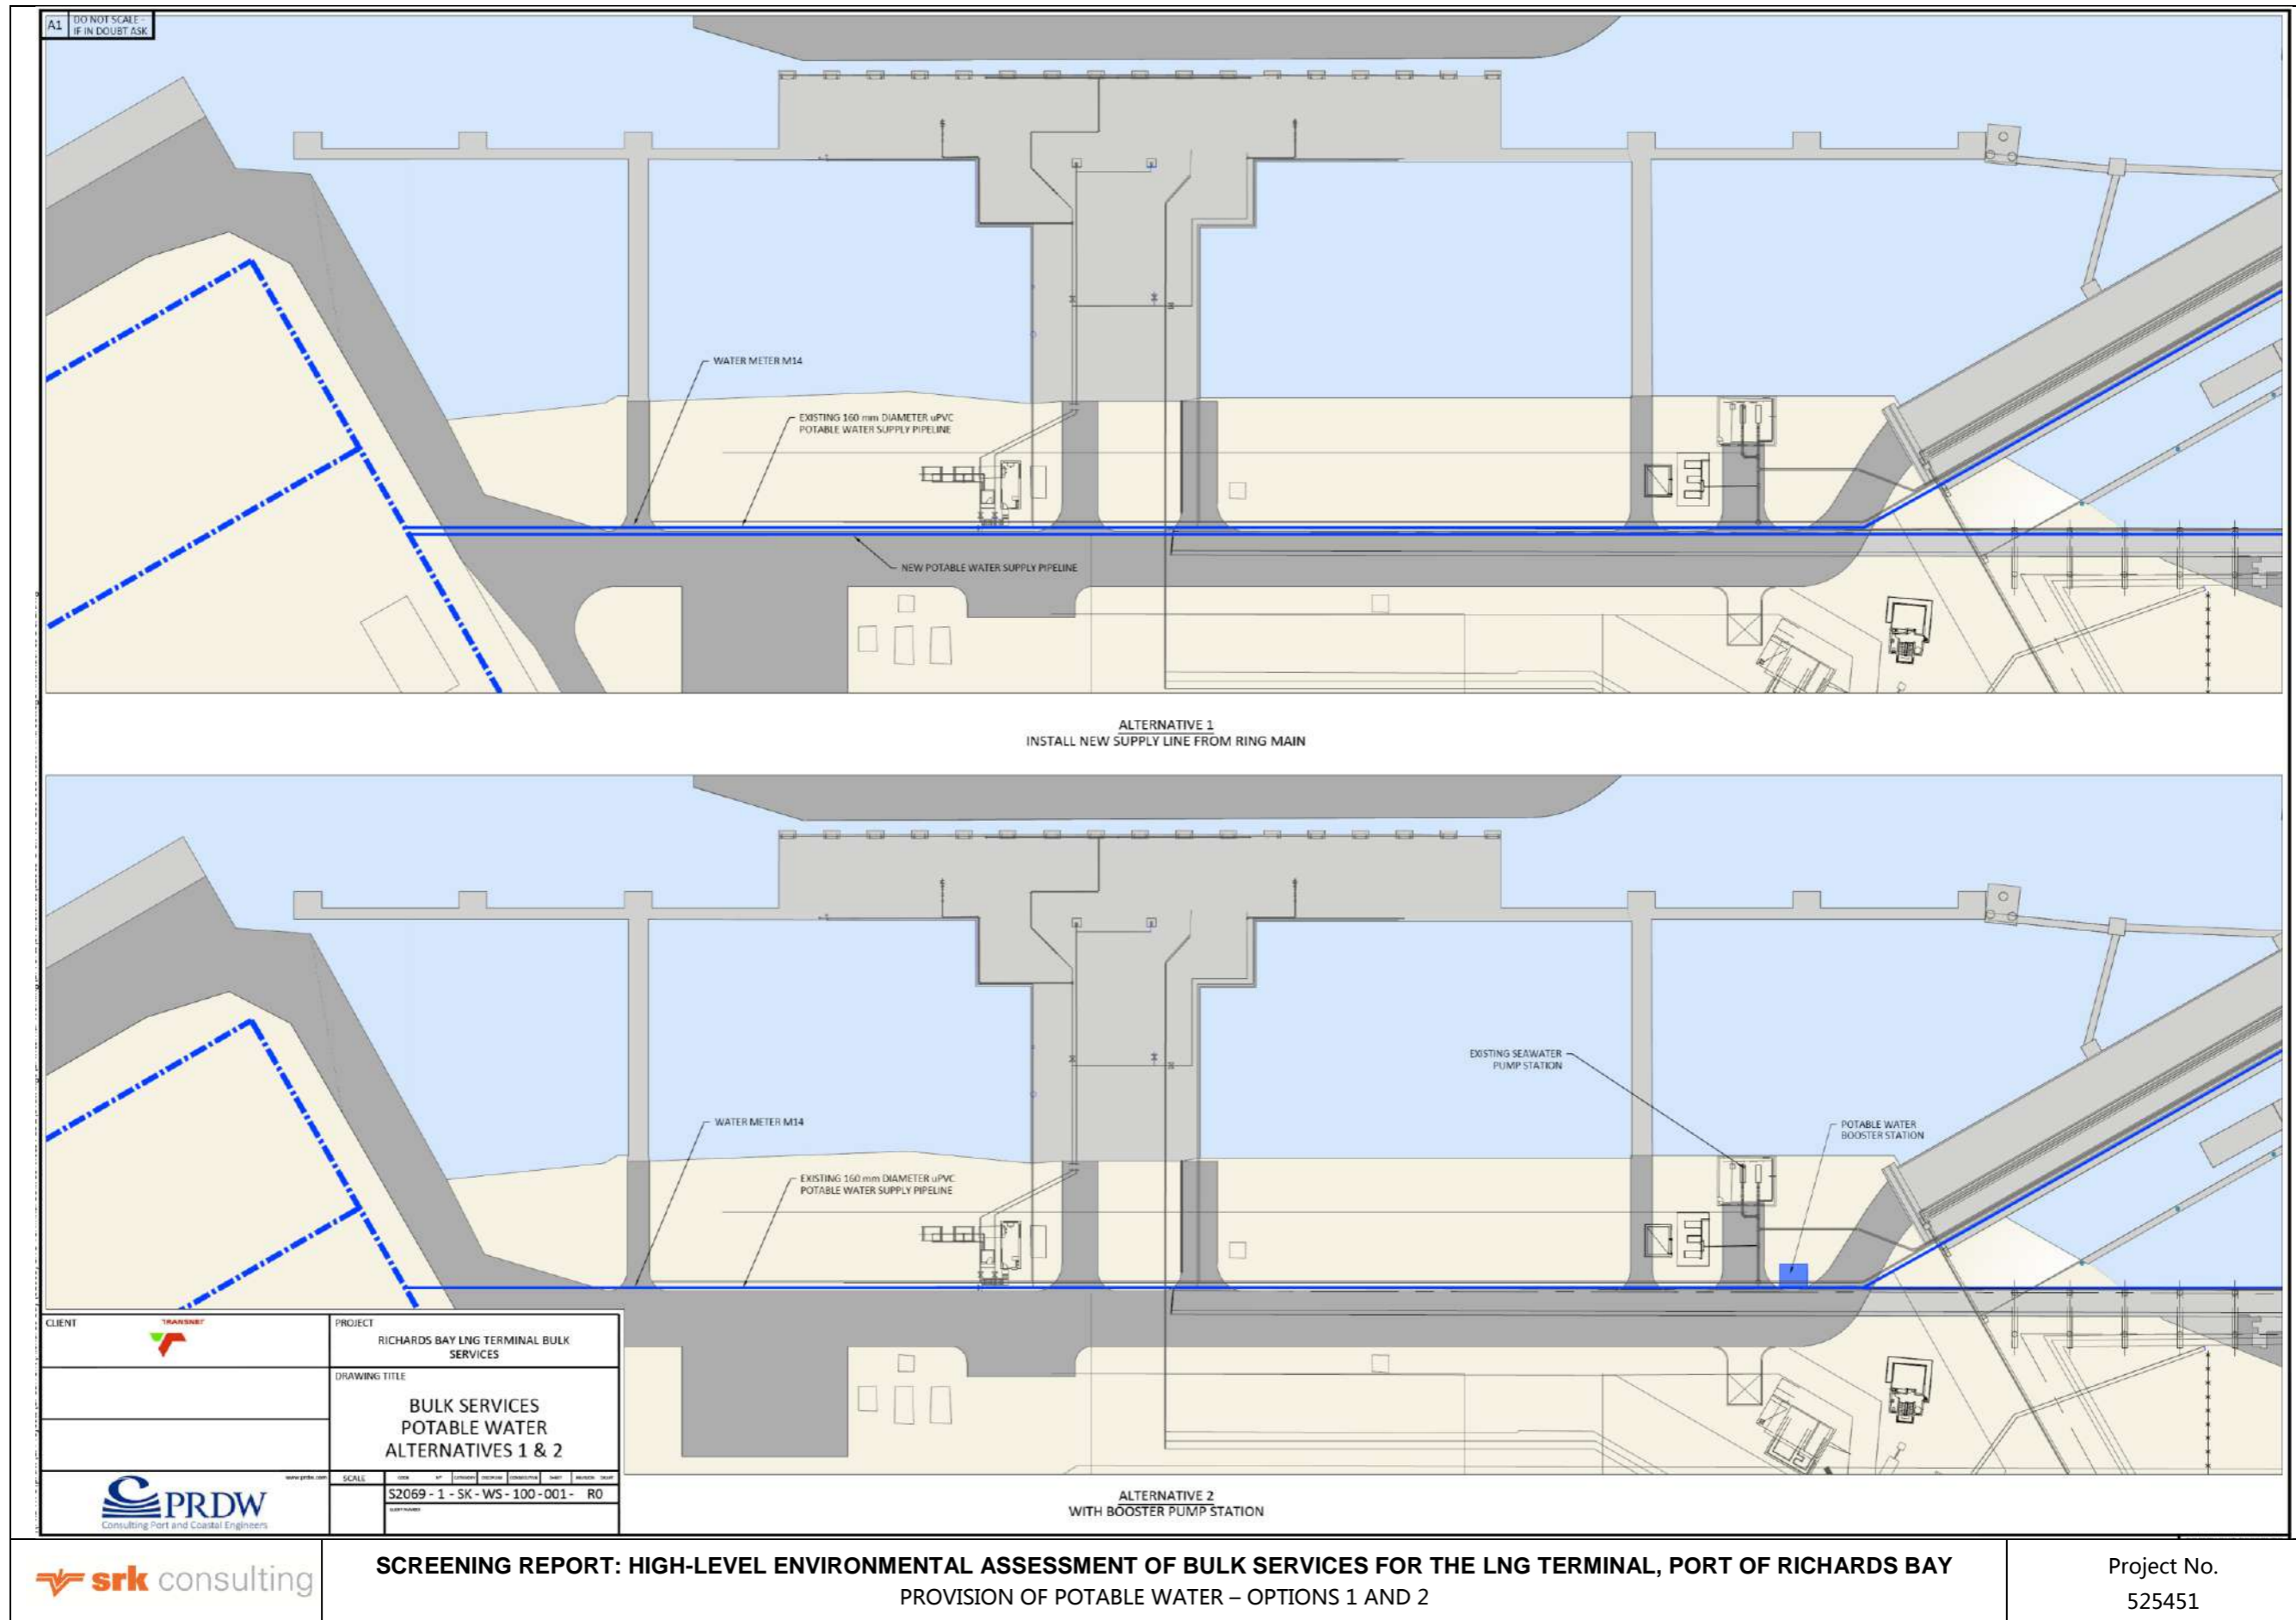 A1
DO NOT SCALE -
IF IN DOUBT ASK
WATER METER M14
EXISTING 160 mm DIAMETER uPVC
POTABLE WATER SUPPLY PIPELINE
NEW POTABLE WATER SUPPLY PIPELINE
ALTERNATIVE 1
INSTALL NEW SUPPLY LINE FROM RING MAIN
EXISTING SEAWATER
PUMP STATION
POTABLE WATER
BOOSTER STATION
WATER METER M14
EXISTING 160 mm DIAMETER uPVC
POTABLE WATER SUPPLY PIPELINE
CLIENT
TRANSNET
PROJECT
RICHARDS BAY LNG TERMINAL BULK
SERVICES
DRAWING TITLE
BULK SERVICES
POTABLE WATER
ALTERNATIVES 1 & 2
www.prdw.com
PRDW
Consulting Port and Coastal Engineers
SCALE
S2069 - 1 - SK - WS - 100 - 001 - R0
ALTERNATIVE 2
WITH BOOSTER PUMP STATION
srk consulting
SCREENING REPORT: HIGH-LEVEL ENVIRONMENTAL ASSESSMENT OF BULK SERVICES FOR THE LNG TERMINAL, PORT OF RICHARDS BAY
PROVISION OF POTABLE WATER – OPTIONS 1 AND 2
Project No.
525451